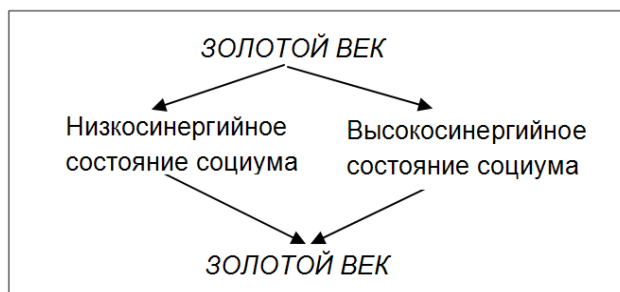 ЗОЛОТОЙ ВЕК
Низкосинергийное
состояние социума
Высокосинергийное
состояние социума
ЗОЛОТОЙ ВЕК